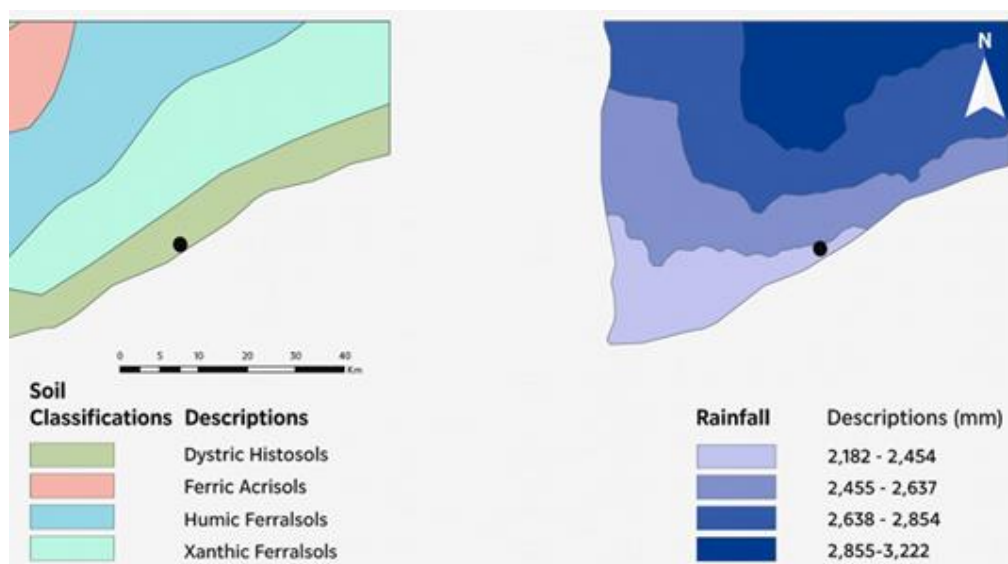 N
0 5 10 20 30 40
Km
Soil
Classifications Descriptions
Dystric Histosols
Ferric Acrisols
Humic Ferralsols
Xanthic Ferralsols
Rainfall Descriptions (mm)
2,182 - 2,454
2,455 - 2,637
2,638 - 2,854
2,855-3,222